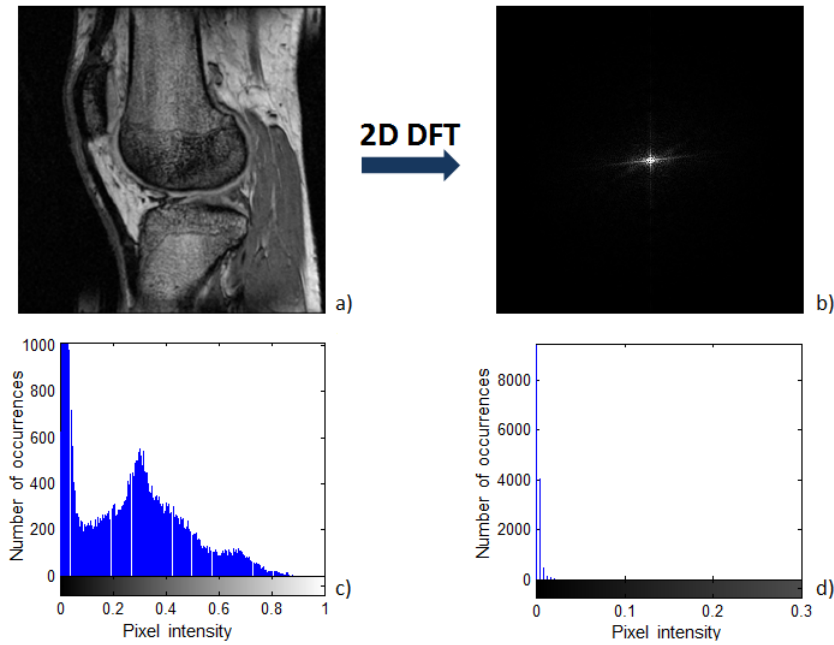 2D DFT
a)
b)
1000
800
600
400
200
0
Number of occurrences
c)
0 0.2 0.4 0.6 0.8 1
Pixel intensity
8000
6000
4000
2000
0
Number of occurrences
d)
0 0.1 0.2 0.3
Pixel intensity